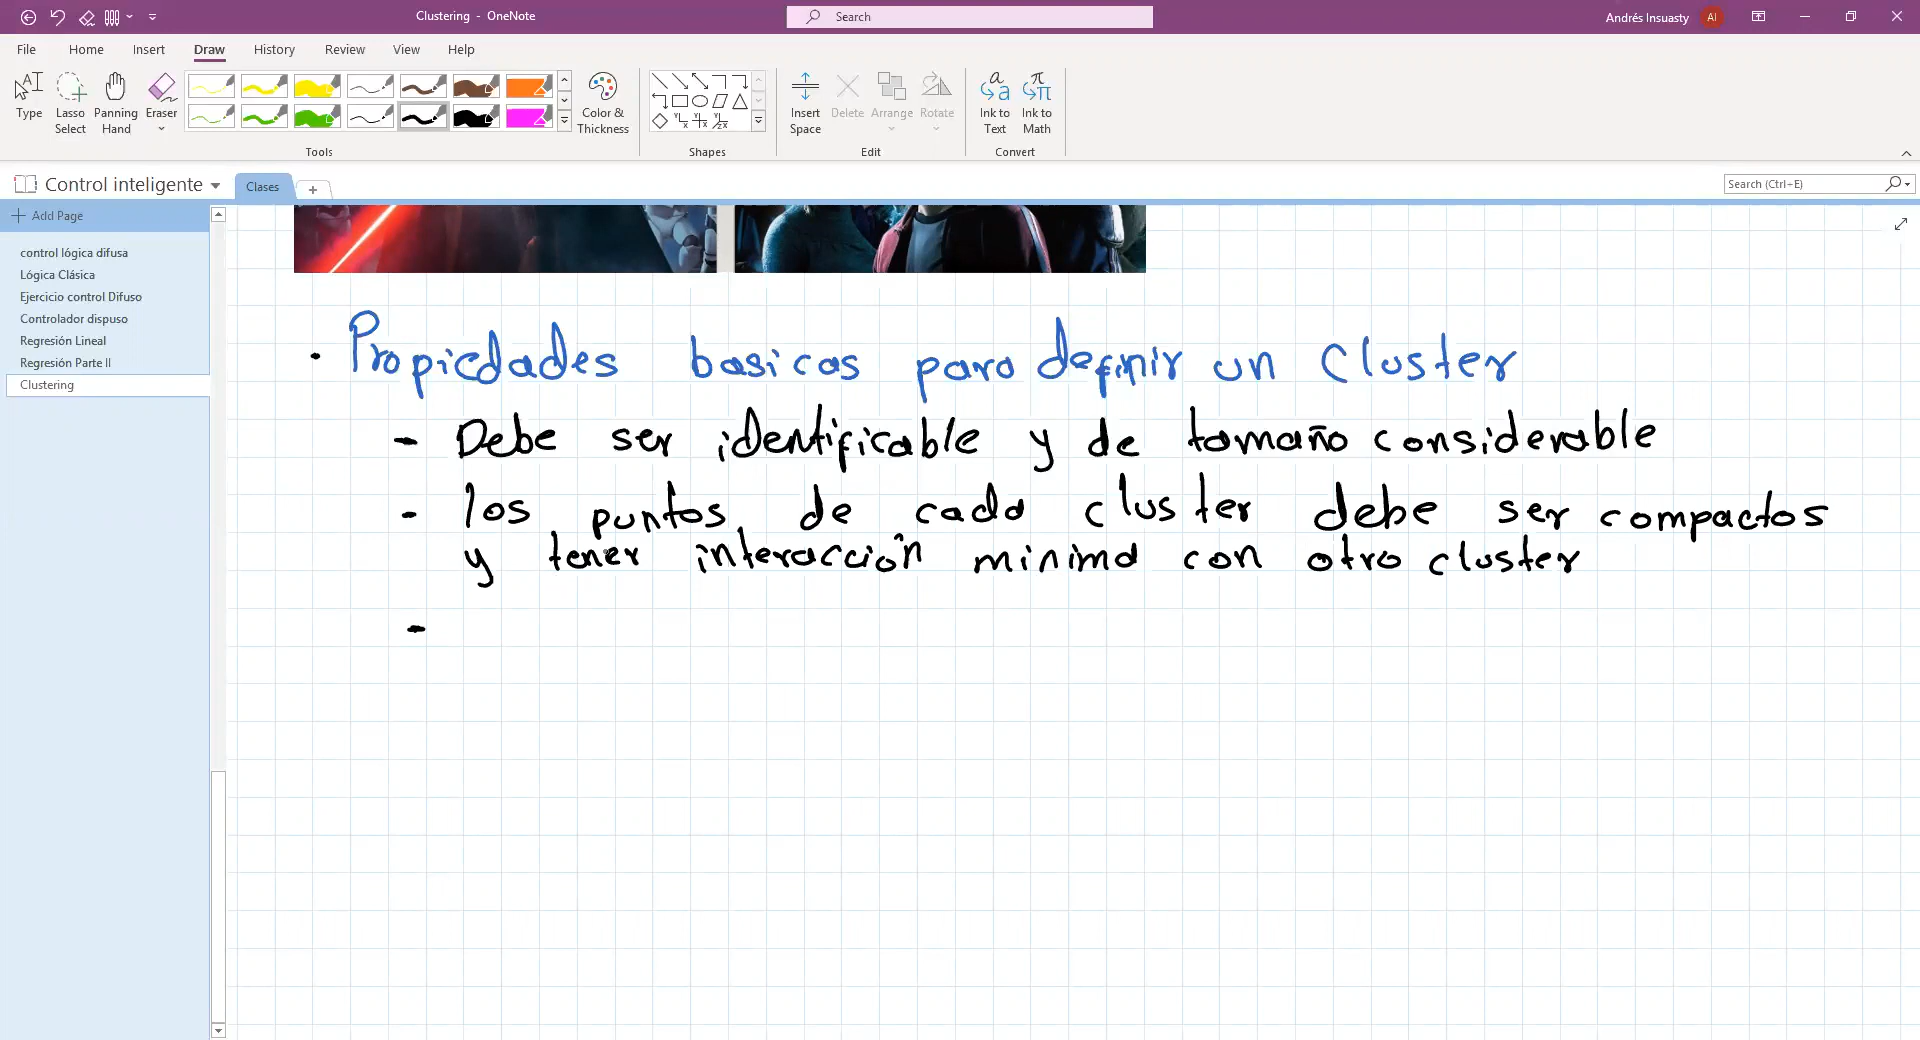 Clustering - OneNote
Search
Andrés Insuasty
AI
File Home Insert Draw History Review View Help
Type
Lasso Select
Panning Hand
Eraser
Color & Thickness
Insert Space
Delete
Arrange
Rotate
Ink to Text
Ink to Math
Tools
Shapes
Edit
Convert
Control inteligente
Clases
Search (Ctrl+E)
Add Page
control lógica difusa
Lógica Clásica
Ejercicio control Difuso
Controlador dispuso
Regresión Lineal
Regresión Parte II
Clustering
· Propiedades basicas para definir un Cluster
- Debe ser identificable y de tamaño considerable
- los puntos de cada cluster debe ser compactos
y tener interacción minima con otro cluster
-